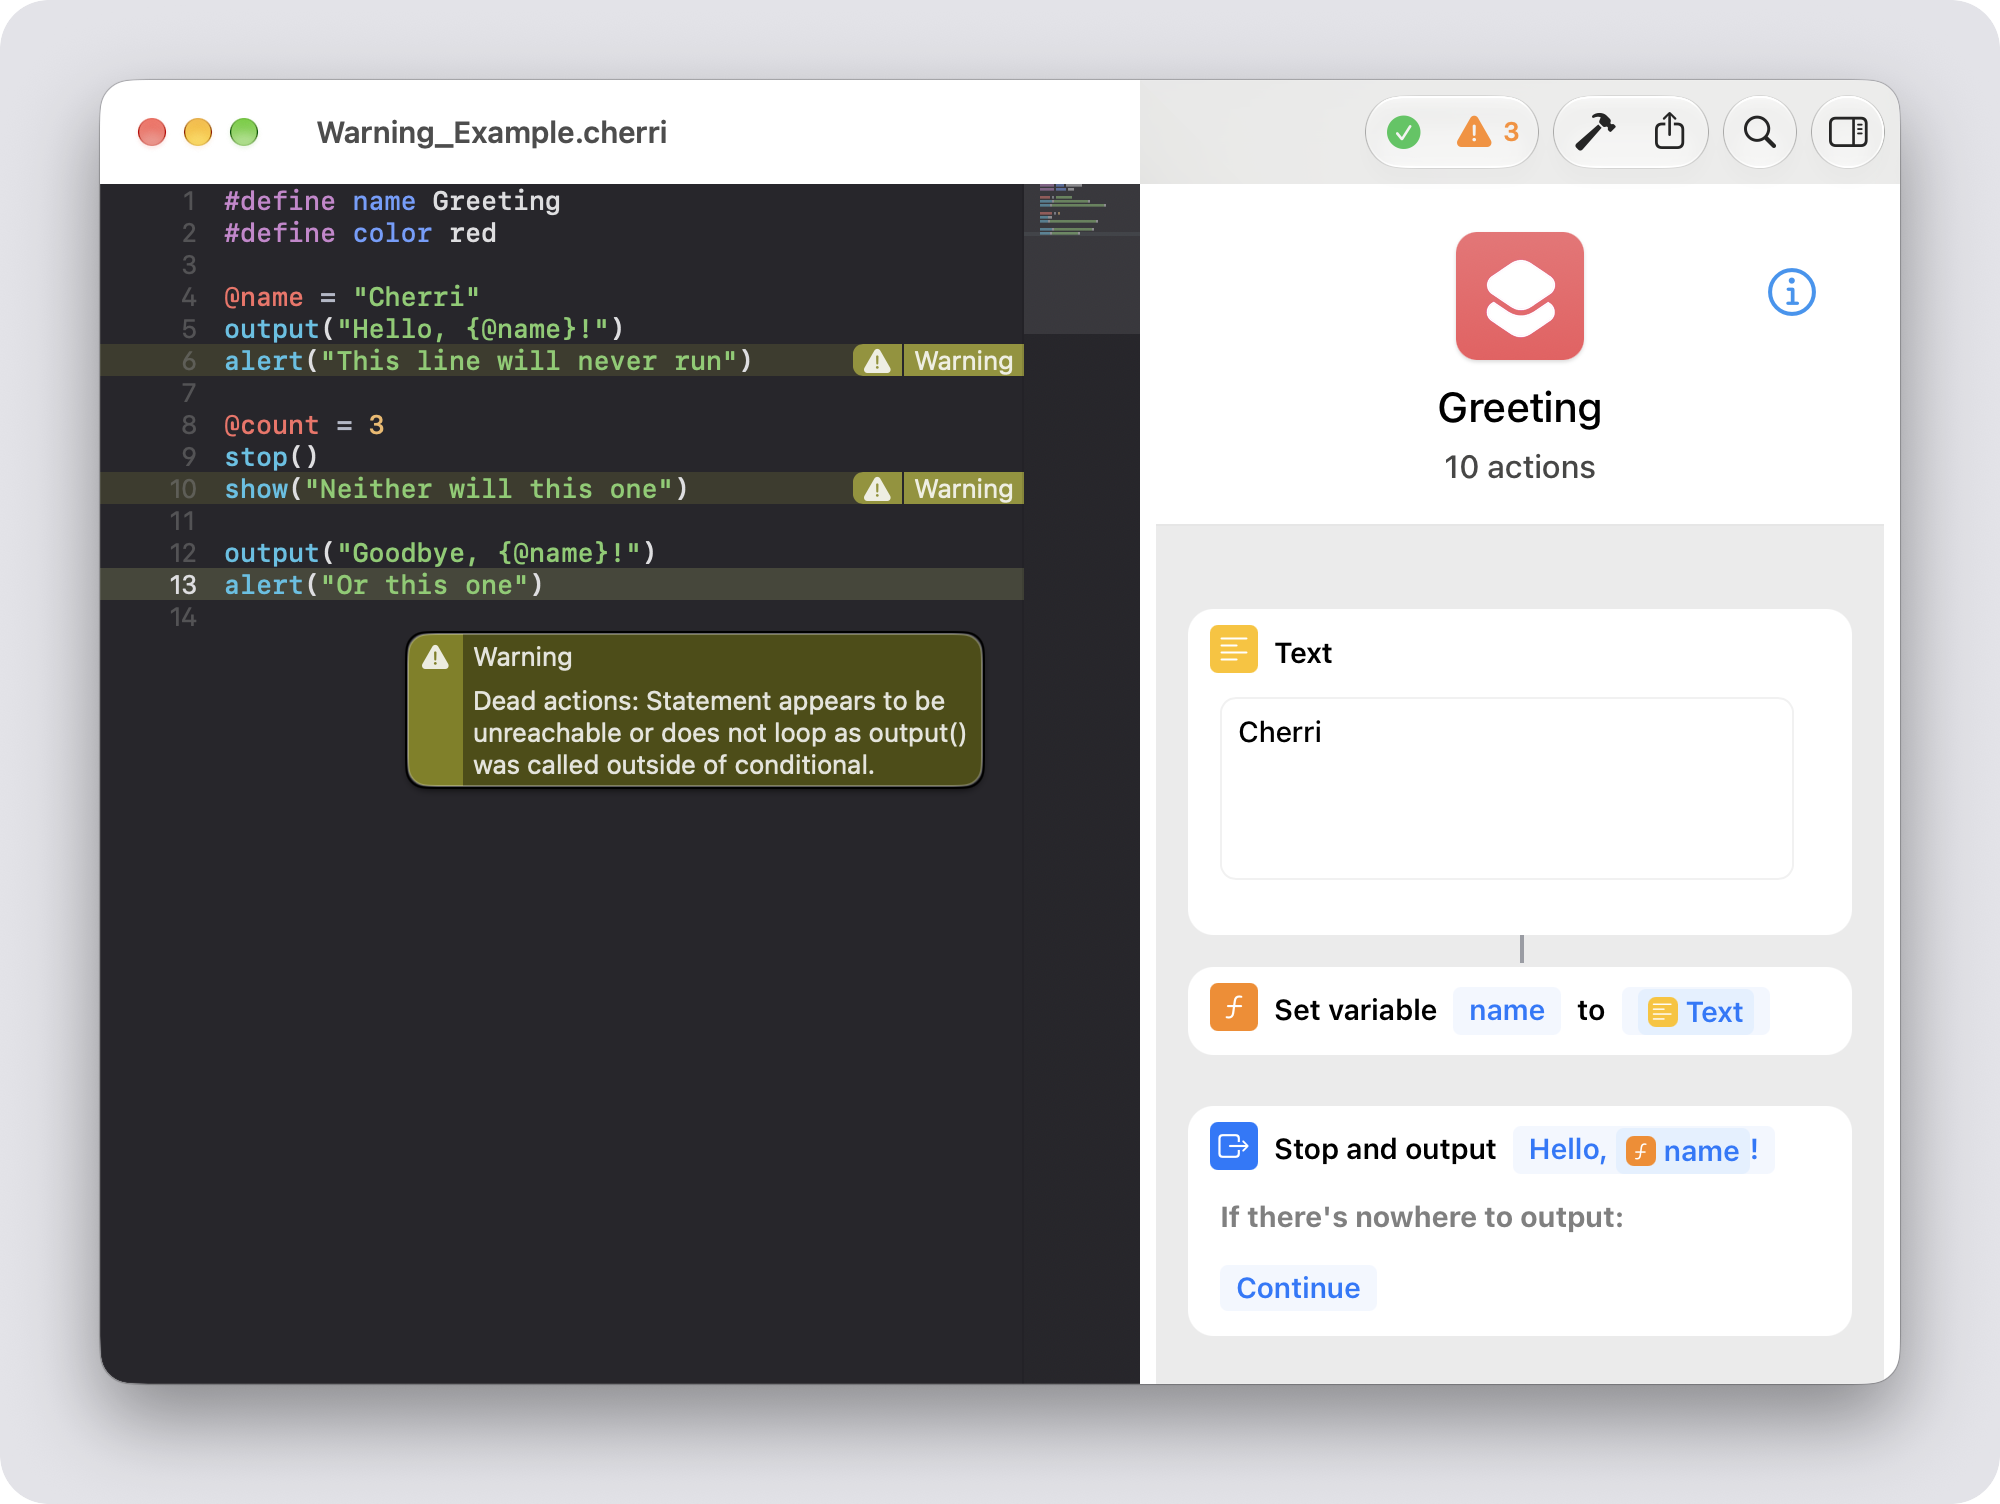 Warning_Example.cherri
3
1 #define name Greeting
2 #define color red
3
4 @name = "Cherri"
5 output("Hello, {@name}!")
6 alert("This line will never run") Warning
7
8 @count = 3
9 stop()
10 show("Neither will this one") Warning
11
12 output("Goodbye, {@name}!")
13 alert("Or this one")
14
Warning
Dead actions: Statement appears to be
unreachable or does not loop as output()
was called outside of conditional.
Greeting
10 actions
Text
Cherri
Set variable name to Text
Stop and output Hello, name !
If there's nowhere to output:
Continue